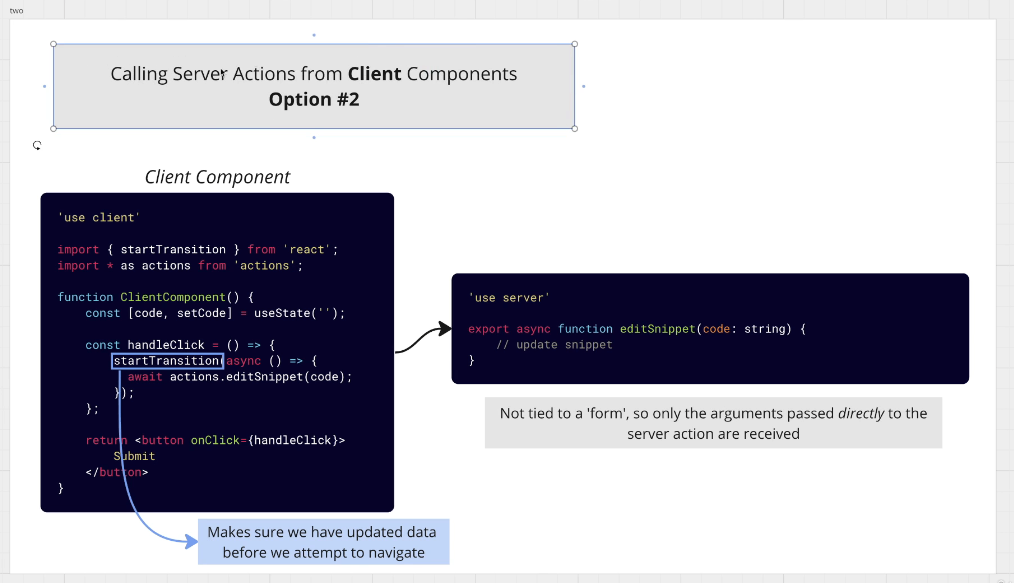 two
Calling Server Actions from Client Components
Option #2
Client Component
'use client'
import { startTransition } from 'react';
import * as actions from 'actions';
function ClientComponent() {
const [code, setCode] = useState('');
const handleClick = () => {
startTransition(async () => {
await actions.editSnippet(code);
});
};
return <button onClick={handleClick}>
Submit
</button>
}
'use server'
export async function editSnippet(code: string) {
// update snippet
}
Not tied to a 'form', so only the arguments passed directly to the
server action are received
Makes sure we have updated data
before we attempt to navigate